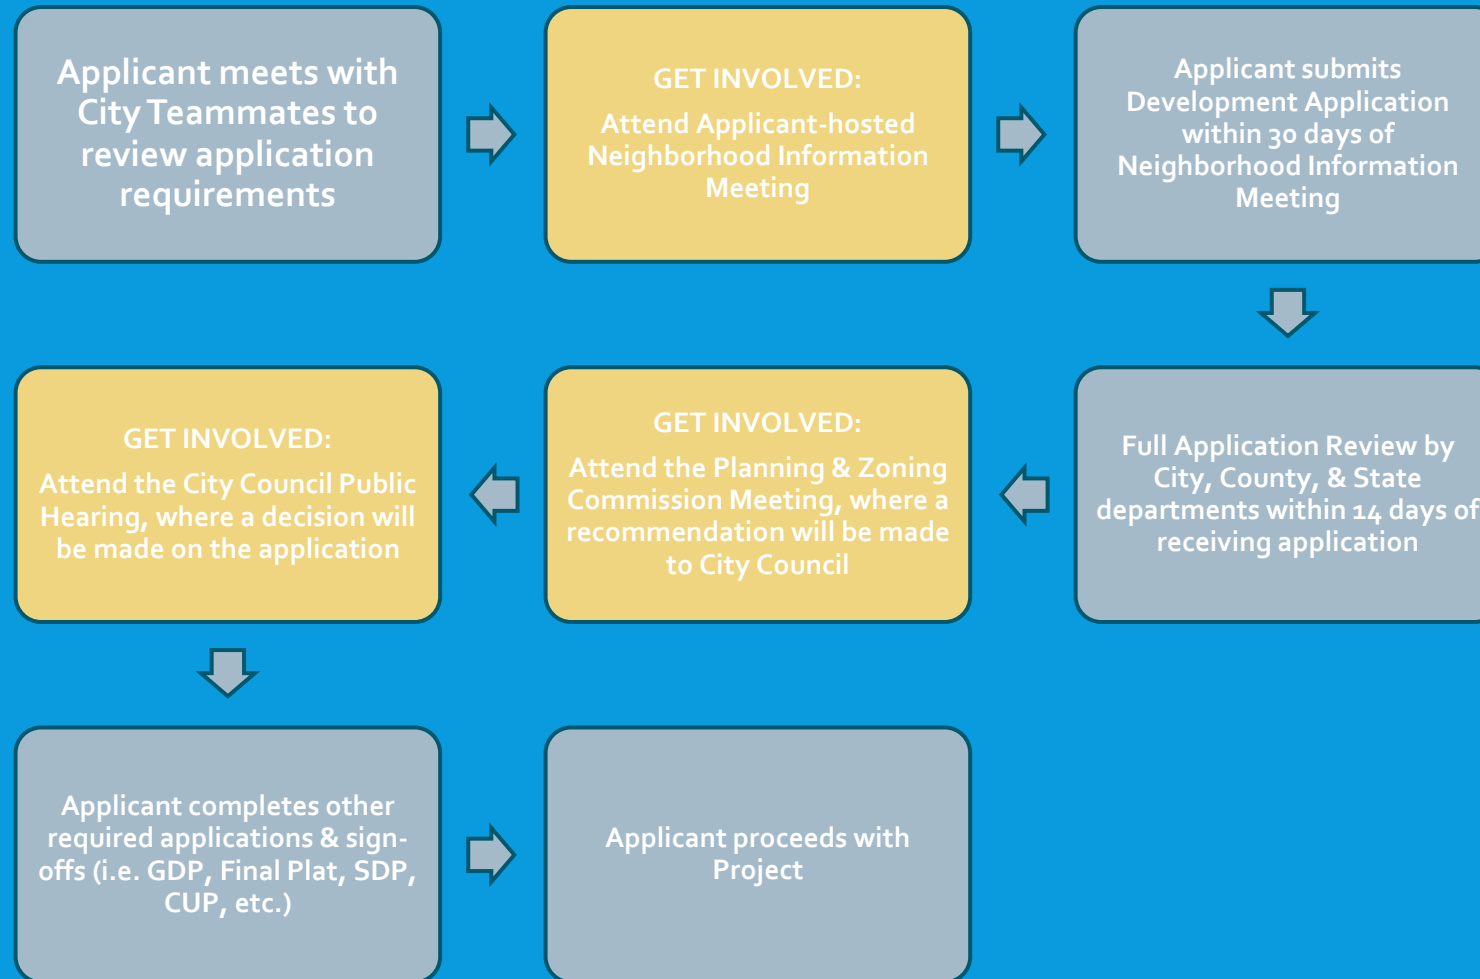 Applicant meets with
City Teammates to
review application
requirements
GET INVOLVED:
Attend Applicant-hosted
Neighborhood Information
Meeting
Applicant submits
Development Application
within 30 days of
Neighborhood Information
Meeting
Full Application Review by
City, County, & State
departments within 14 days of
receiving application
GET INVOLVED:
Attend the Planning & Zoning
Commission Meeting, where a
recommendation will be made
to City Council
GET INVOLVED:
Attend the City Council Public
Hearing, where a decision will
be made on the application
Applicant completes other
required applications & sign-
offs (i.e. GDP, Final Plat, SDP,
CUP, etc.)
Applicant proceeds with
Project